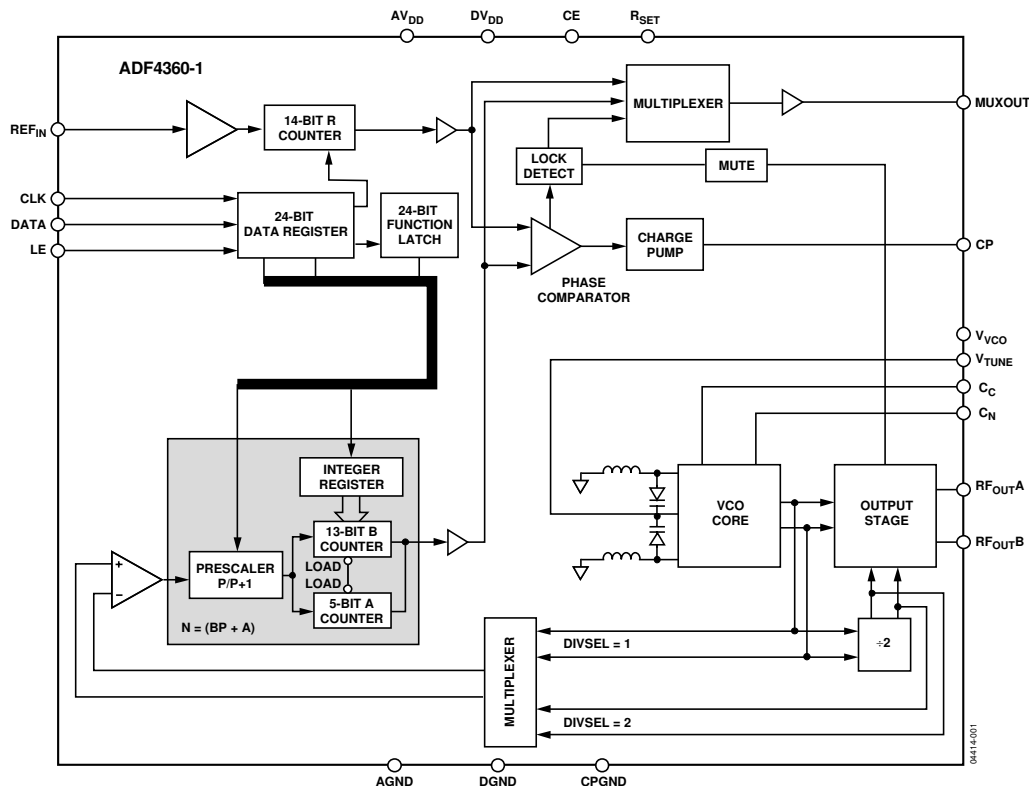 AVDD
DVDD
CE
RSET
ADF4360-1
REFIN
14-BIT R
COUNTER
MULTIPLEXER
MUXOUT
LOCK
DETECT
MUTE
CLK
DATA
LE
24-BIT
DATA REGISTER
24-BIT
FUNCTION
LATCH
CHARGE
PUMP
CP
PHASE
COMPARATOR
VVCO
VTUNE
CC
CN
INTEGER
REGISTER
13-BIT B
COUNTER
LOAD
LOAD
5-BIT A
COUNTER
PRESCALER
P/P+1
+
−
N = (BP + A)
VCO
CORE
OUTPUT
STAGE
RFOUTA
RFOUTB
MULTIPLEXER
DIVSEL = 1
÷2
DIVSEL = 2
04414-001
AGND
DGND
CPGND